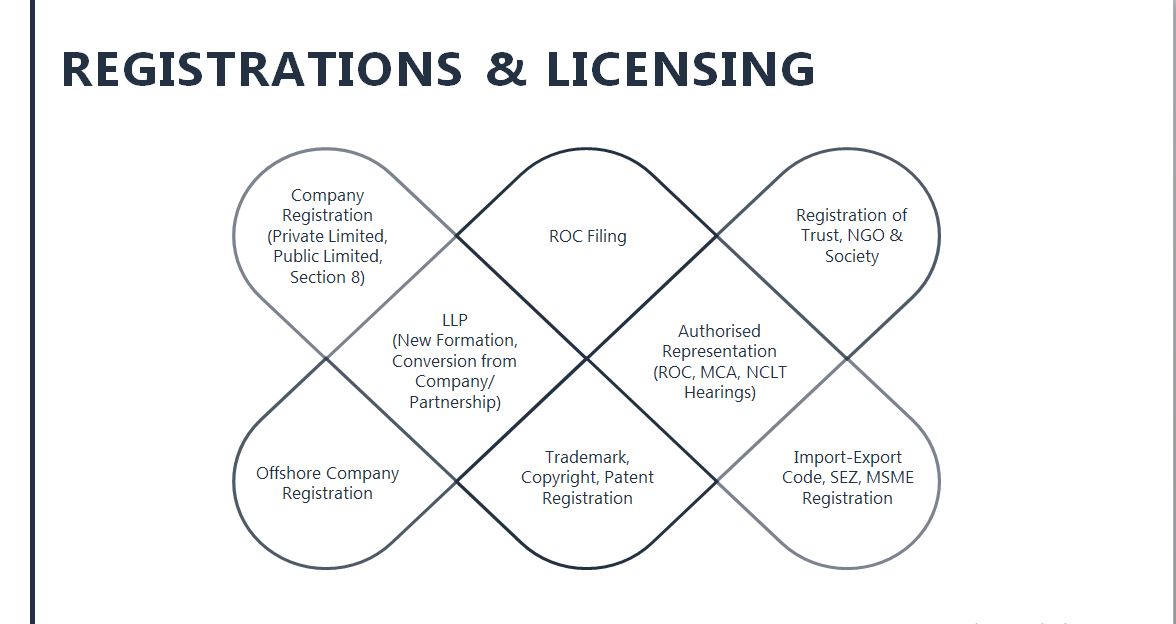 REGISTRATIONS & LICENSING
Company
Registration
(Private Limited,
Public Limited,
Section 8)
ROC Filing
Registration of
Trust, NGO &
Society
LLP
(New Formation,
Conversion from
Company/
Partnership)
Authorised
Representation
(ROC, MCA, NCLT
Hearings)
Offshore Company
Registration
Trademark,
Copyright, Patent
Registration
Import-Export
Code, SEZ, MSME
Registration